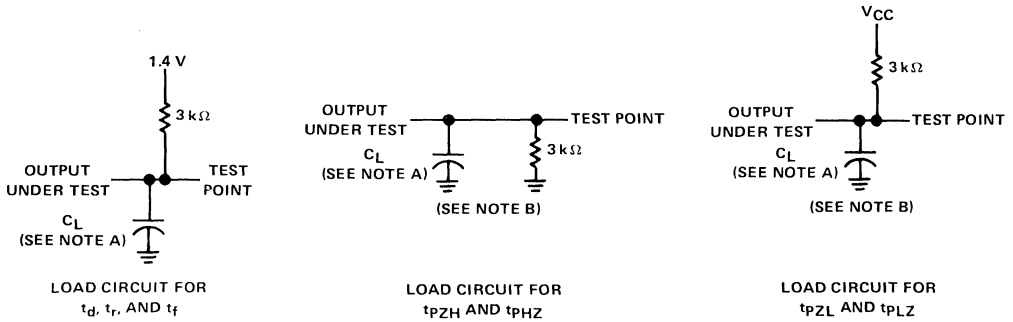 1.4 V
3 kΩ
OUTPUT
UNDER TEST
TEST
POINT
CL
(SEE NOTE A)
LOAD CIRCUIT FOR
td, tr, AND tf
OUTPUT
UNDER TEST
TEST POINT
CL
(SEE NOTE A)
3 kΩ
(SEE NOTE B)
LOAD CIRCUIT FOR
tPZH AND tPHZ
VCC
3 kΩ
OUTPUT
UNDER TEST
TEST POINT
CL
(SEE NOTE A)
(SEE NOTE B)
LOAD CIRCUIT FOR
tPZL AND tPLZ